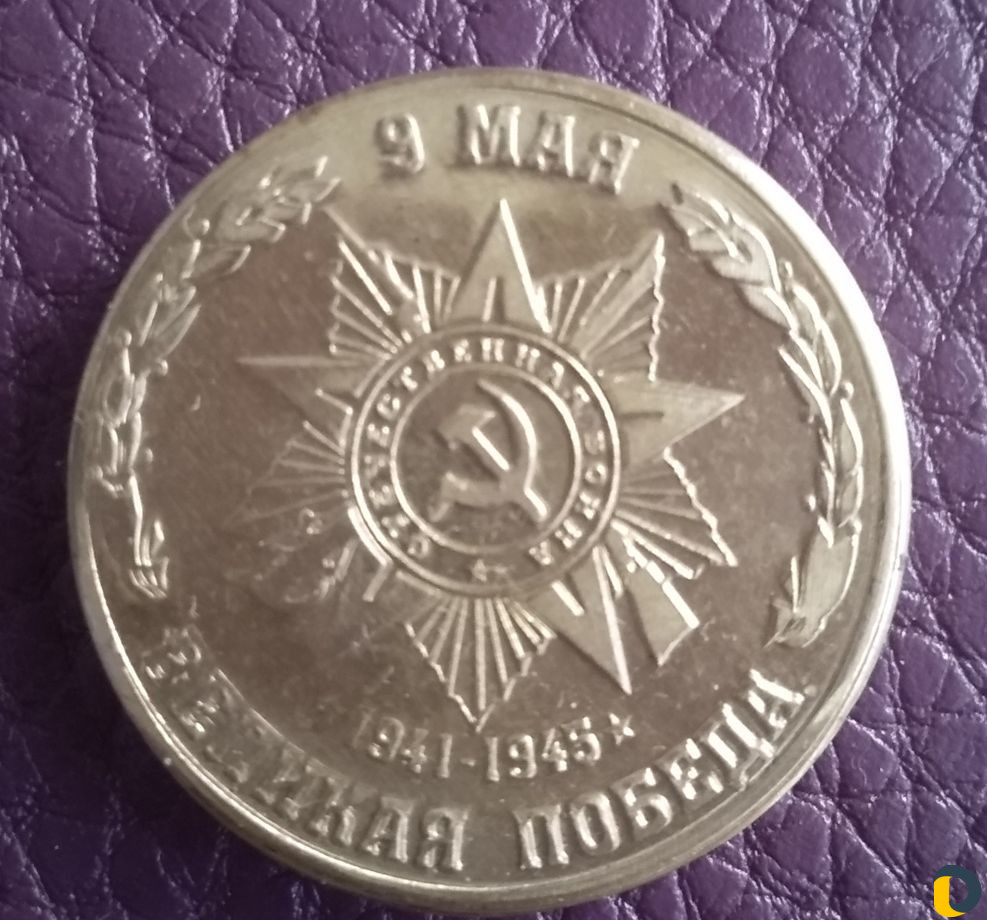 9 МАЯ
ОТЕЧЕСТВЕННАЯ ВОЙНА
1941-1945
ВЕЛИКАЯ ПОБЕДА